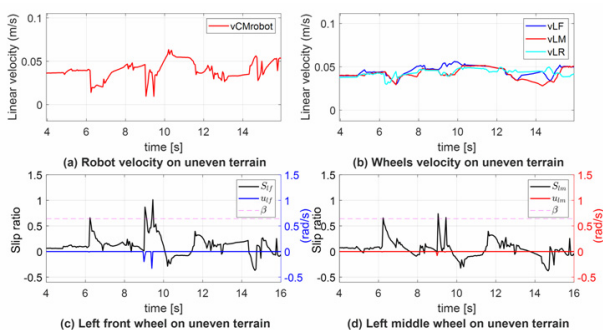 0.1
Linear velocity (m/s)
0.05
0
vCMrobot
4 6 8 10 12 14 16
time [s]
(a) Robot velocity on uneven terrain
0.1
Linear velocity (m/s)
0.05
0
vLF
vLM
vLR
4 6 8 10 12 14
time [s]
(b) Wheels velocity on uneven terrain
1.5
1
0.5
0
-0.5
Slip ratio
S_lf
u_lf
β
1.5
1
0.5
0
-0.5
(rad/s)
4 6 8 10 12 14 16
time [s]
(c) Left front wheel on uneven terrain
1.5
1
0.5
0
-0.5
Slip ratio
S_lm
u_lm
β
1.5
1
0.5
0
-0.5
(rad/s)
4 6 8 10 12 14 16
time [s]
(d) Left middle wheel on uneven terrain